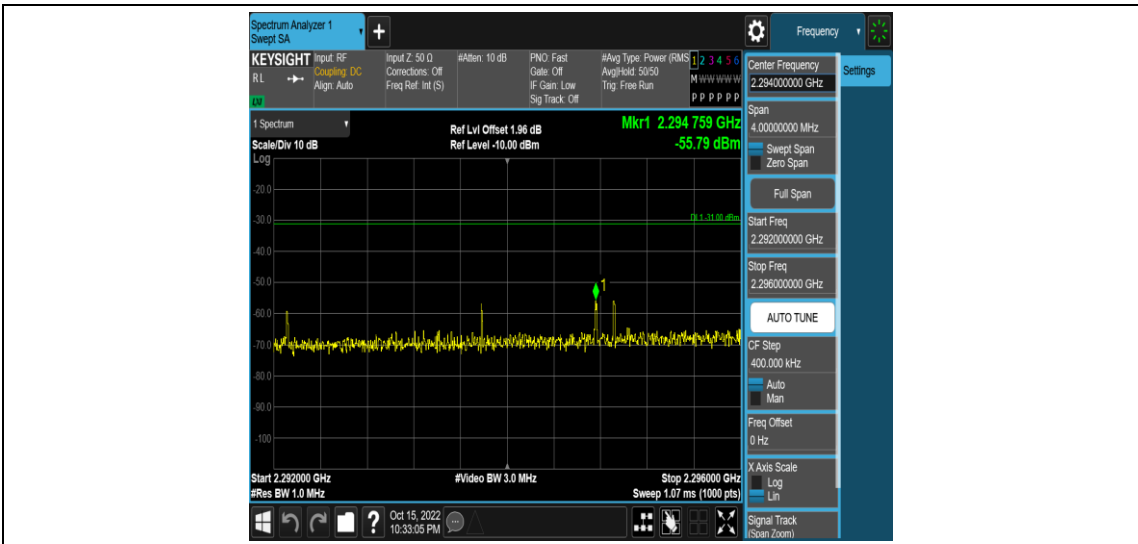 Spectrum Analyzer 1
Swept SA
+
Frequency
KEYSIGHT
Input: RF
Coupling: DC
Align: Auto
Input Z: 50 Ω
Corrections: Off
Freq Ref: Int (S)
#Atten: 10 dB
PNO: Fast
Gate: Off
IF Gain: Low
Sig Track: Off
#Avg Type: Power (RMS
Avg|Hold: 50/50
Trig: Free Run
1 2 3 4 5 6
M W W W W W
P P P P P P
RL
LXI
1 Spectrum
Scale/Div 10 dB
Ref Lvl Offset 1.96 dB
Ref Level -10.00 dBm
Mkr1 2.294 759 GHz
-55.79 dBm
Log
-20.0
-30.0
DL1 -31.00 dBm
-40.0
-50.0
1
-60.0
-70.0
-80.0
-90.0
-100
Start 2.292000 GHz
#Res BW 1.0 MHz
#Video BW 3.0 MHz
Stop 2.296000 GHz
Sweep 1.07 ms (1000 pts)
?
Oct 15, 2022
10:33:05 PM
Center Frequency
2.294000000 GHz
Settings
Span
4.00000000 MHz
Swept Span
Zero Span
Full Span
Start Freq
2.292000000 GHz
Stop Freq
2.296000000 GHz
AUTO TUNE
CF Step
400.000 kHz
Auto
Man
Freq Offset
0 Hz
X Axis Scale
Log
Lin
Signal Track
(Span Zoom)